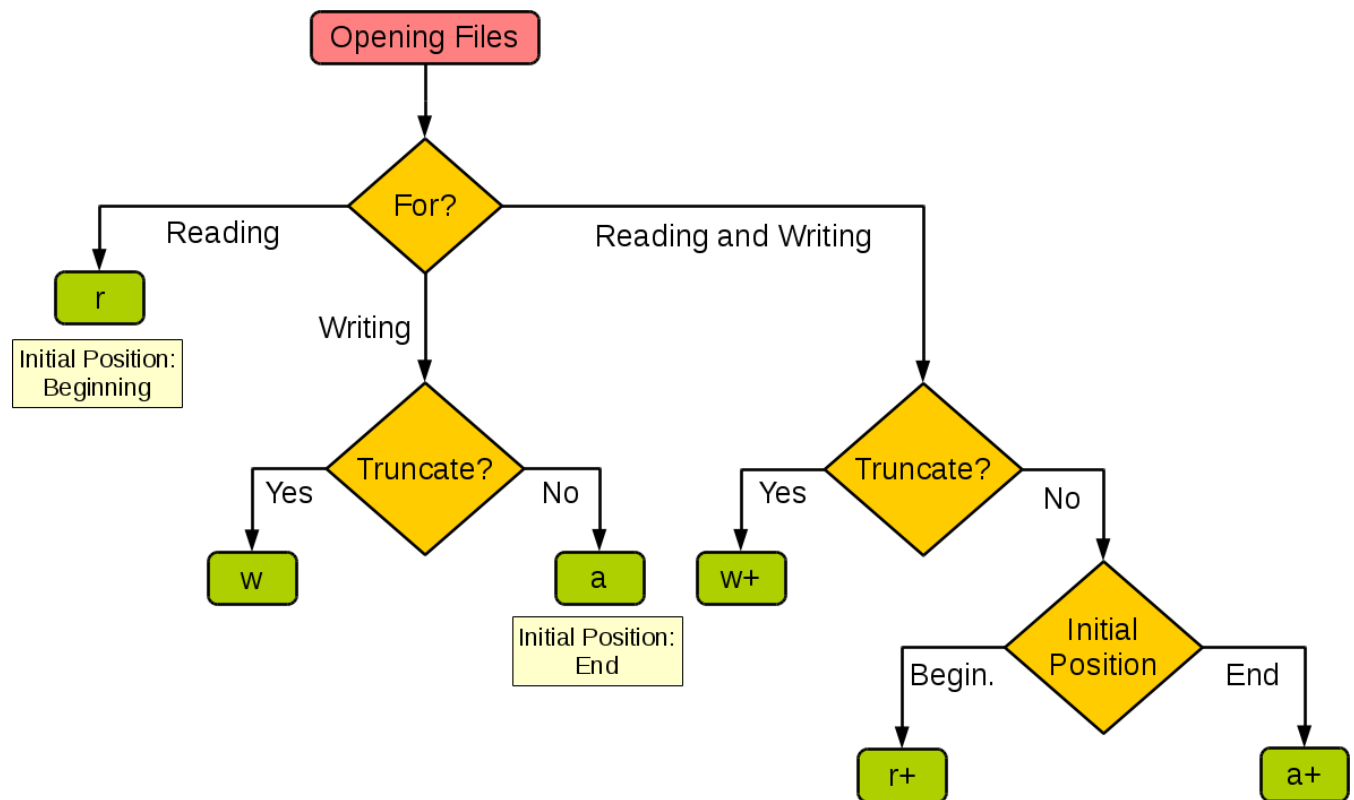 Opening Files
For?
Reading
Reading and Writing
r
Writing
Initial Position:
Beginning
Truncate?
Truncate?
Yes
No
Yes
No
w
a
w+
Initial Position:
End
Initial
Position
Begin.
End
r+
a+